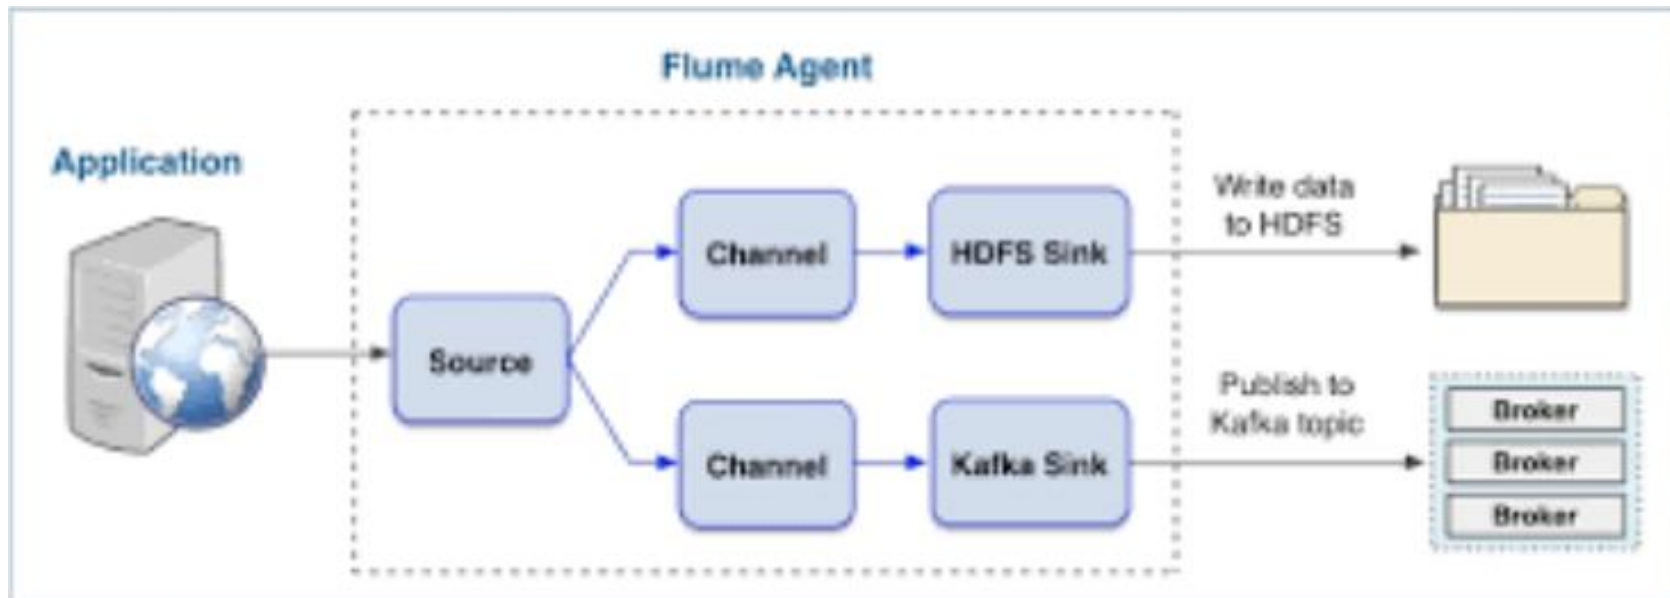 Flume Agent
Application
Write data
to HDFS
Channel
HDFS Sink
Source
Publish to
Kafka topic
Broker
Channel
Kafka Sink
Broker
Broker